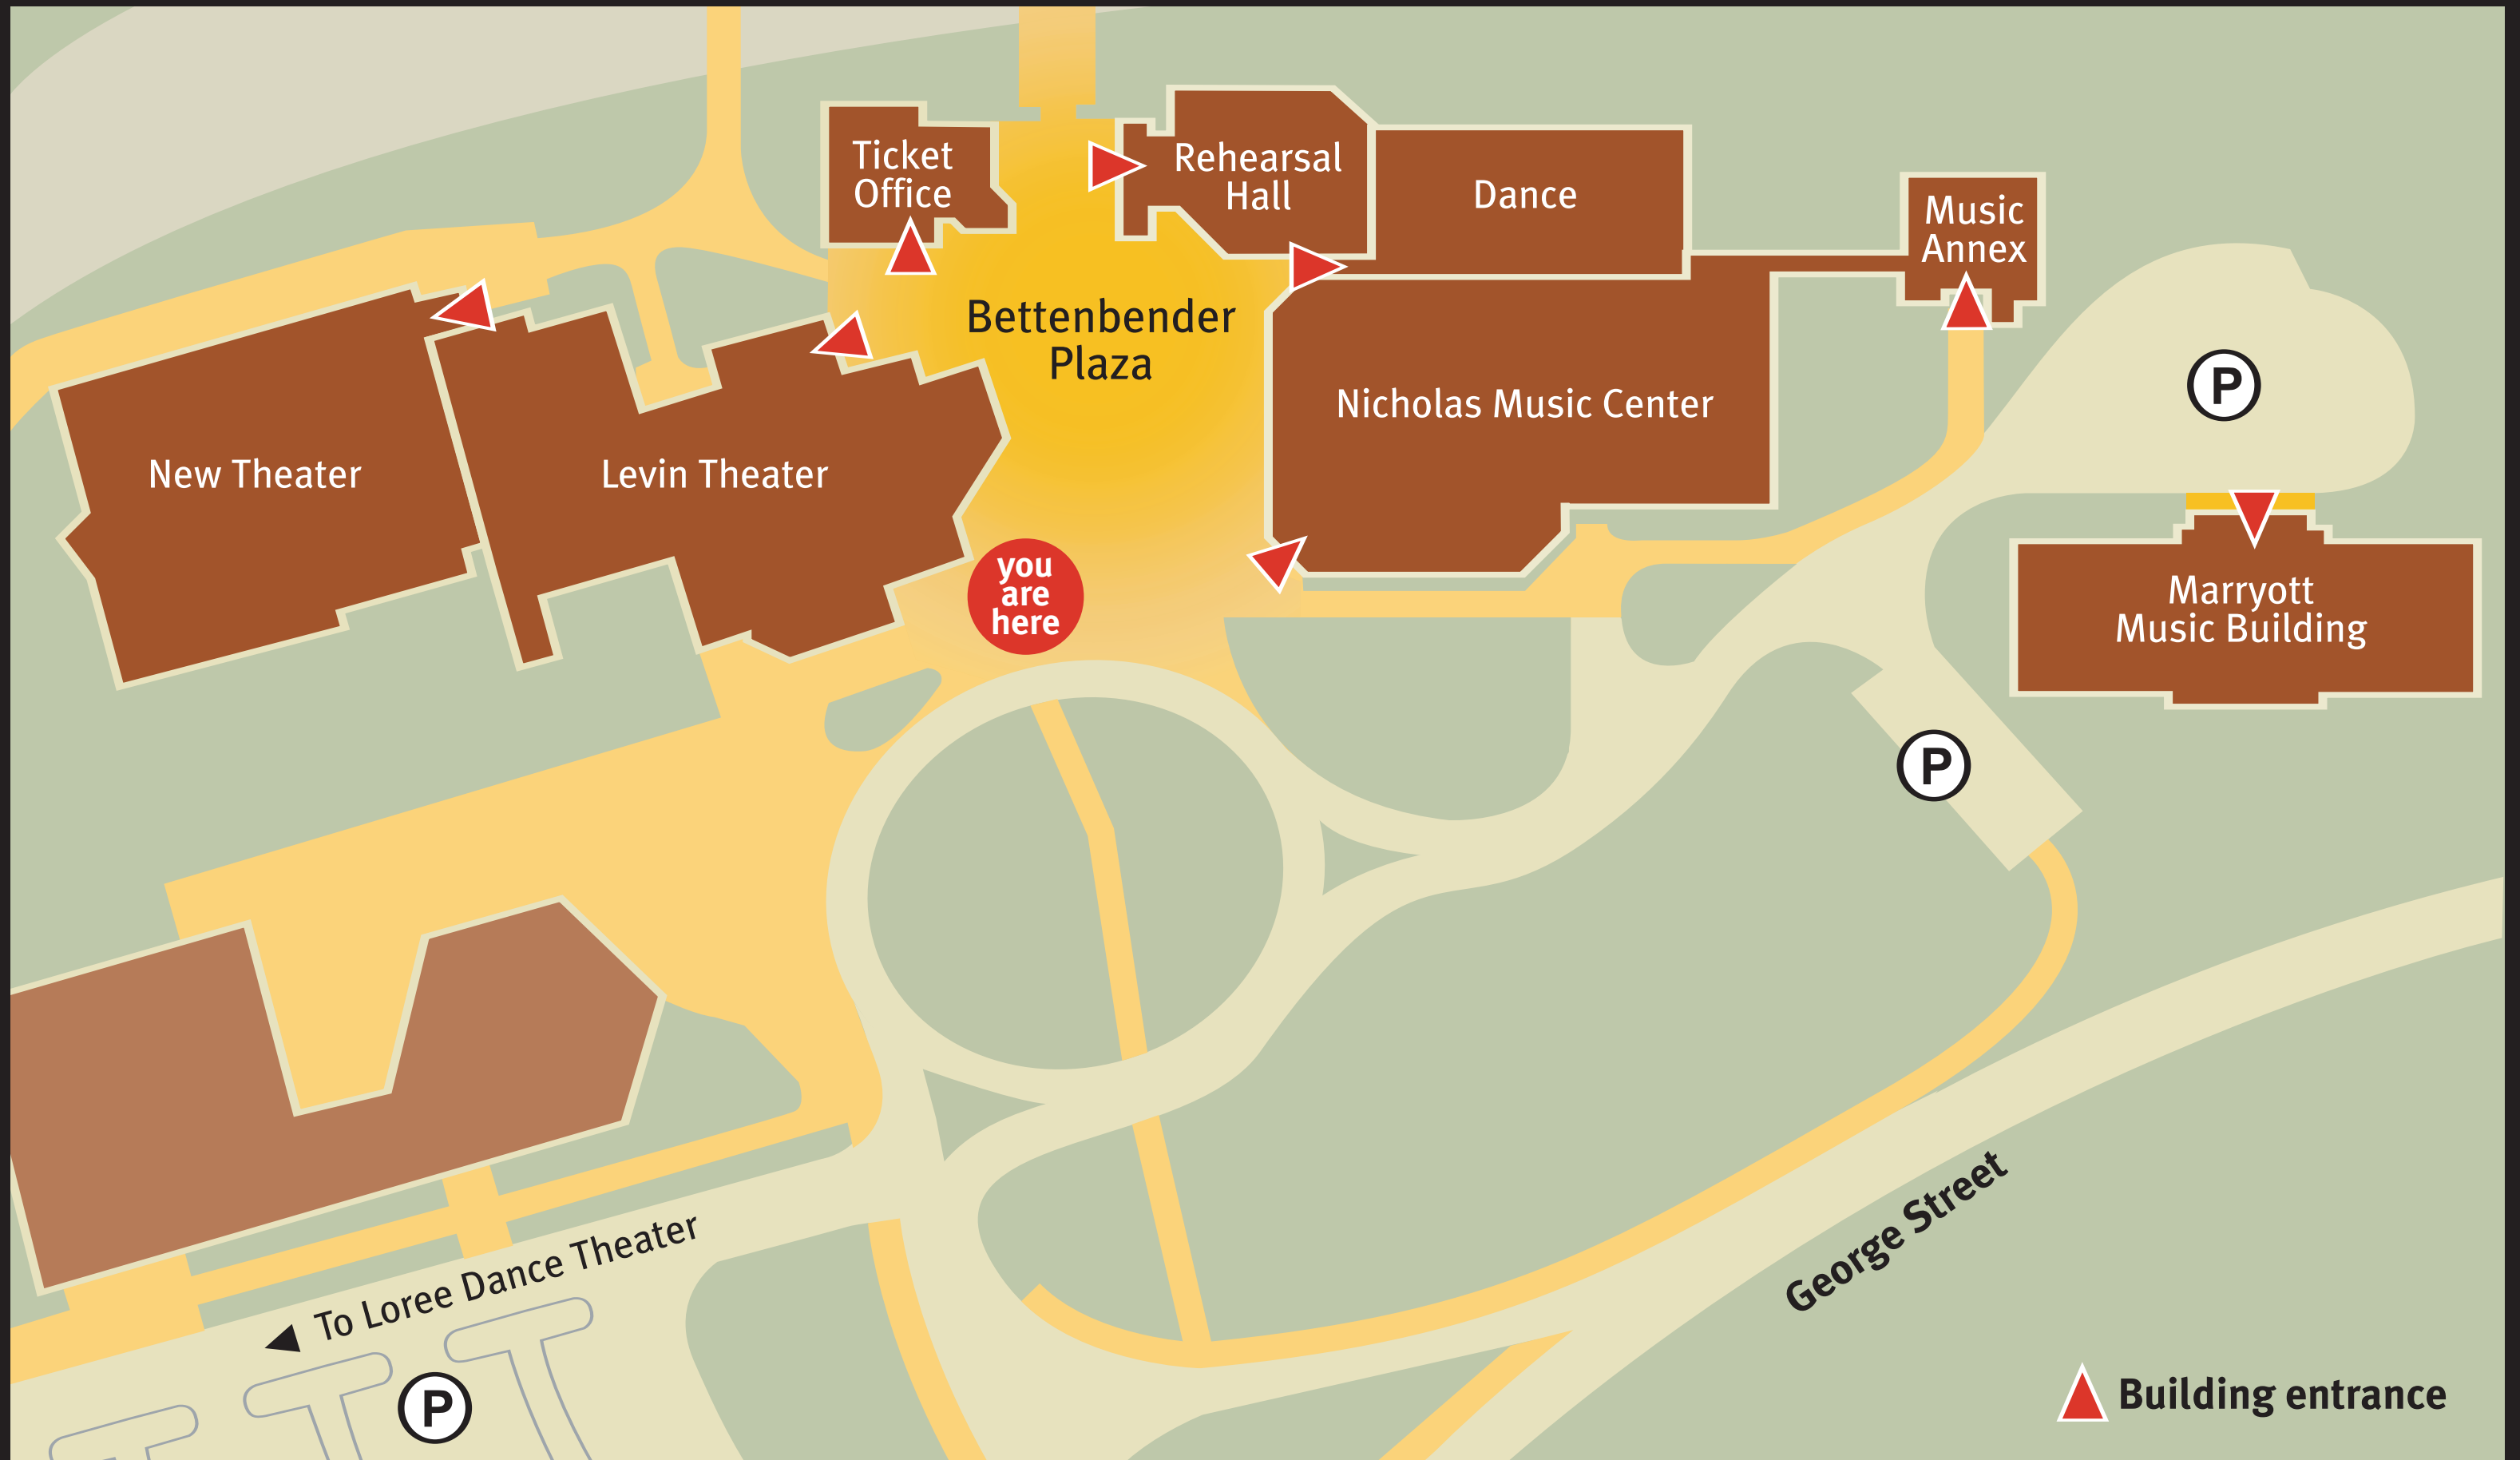 Ticket
Office
Rehearsal
Hall
Dance
Music
Annex
Bettenbender
Plaza
P
Nicholas Music Center
New Theater
Levin Theater
you
are
here
Marryott
Music Building
P
George Street
To Loree Dance Theater
P
Building entrance